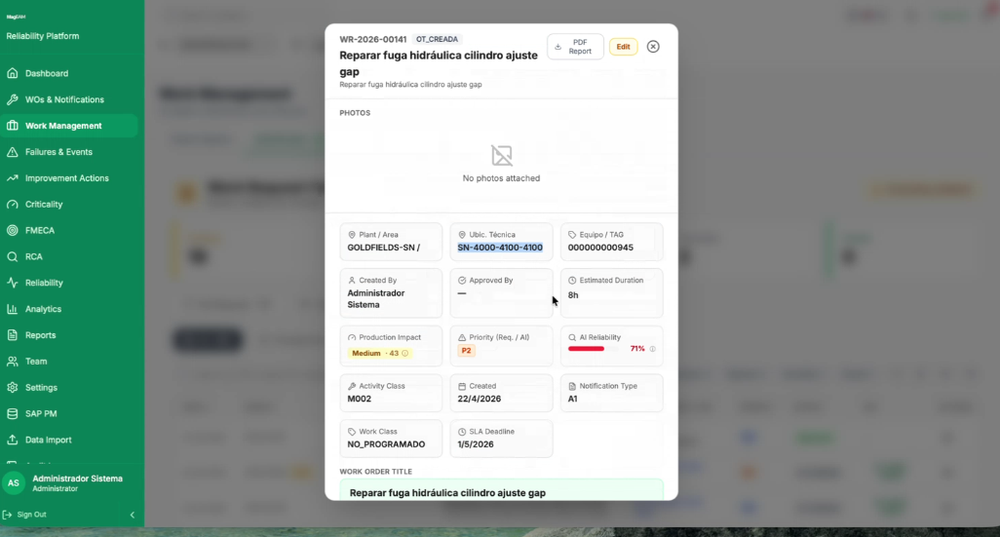 Reliability Platform
Dashboard
WOs & Notifications
Work Management
Failures & Events
Improvement Actions
Criticality
FMECA
RCA
Reliability
Analytics
Reports
Team
Settings
SAP PM
Data Import
AS
Administrador Sistema
Administrator
Sign Out
WR-2026-00141 OT_CREADA
PDF Report
Edit
Reparar fuga hidráulica cilindro ajuste
gap
Reparar fuga hidráulica cilindro ajuste gap
PHOTOS
No photos attached
Plant / Area
GOLDFIELDS-SN /
Ubic. Técnica
SN-4000-4100-4100
Equipo / TAG
000000000945
Created By
Administrador
Sistema
Approved By
—
Estimated Duration
8h
Production Impact
Medium · 43
Priority (Req. / AI)
P2
AI Reliability
71%
Activity Class
M002
Created
22/4/2026
Notification Type
A1
Work Class
NO_PROGRAMADO
SLA Deadline
1/5/2026
WORK ORDER TITLE
Reparar fuga hidráulica cilindro ajuste gap